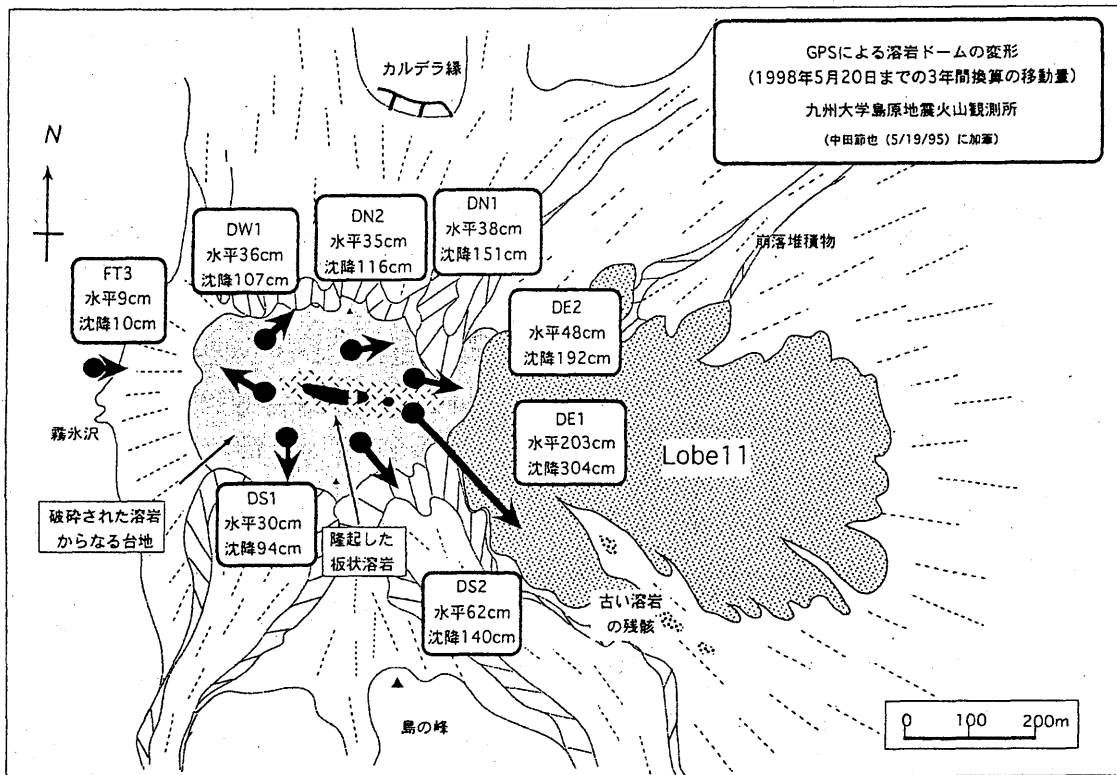 カルデラ縁
GPSによる溶岩ドームの変形
(1998年5月20日までの3年間換算の移動量)
九州大学島原地震火山観測所
(中田節也 (5/19/95) に加筆)
N
DW1
水平36cm
沈降107cm
DN2
水平35cm
沈降116cm
DN1
水平38cm
沈降151cm
崩落堆積物
FT3
水平9cm
沈降10cm
DE2
水平48cm
沈降192cm
霧氷沢
DE1
水平203cm
沈降304cm
Lobe11
破砕された溶岩
からなる台地
DS1
水平30cm
沈降94cm
隆起した
板状溶岩
DS2
水平62cm
沈降140cm
古い溶岩
の残骸
島の峰
0 100 200m